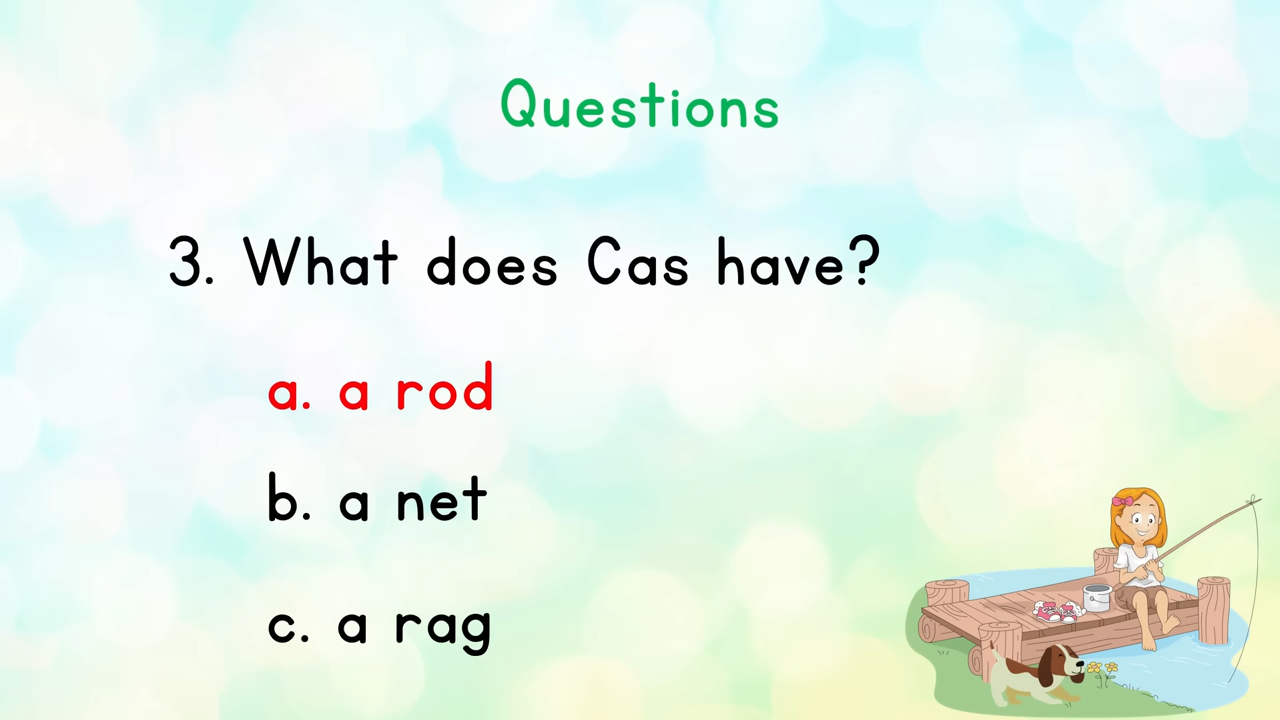 Questions
3. What does Cas have?
a. a rod
b. a net
c. a rag